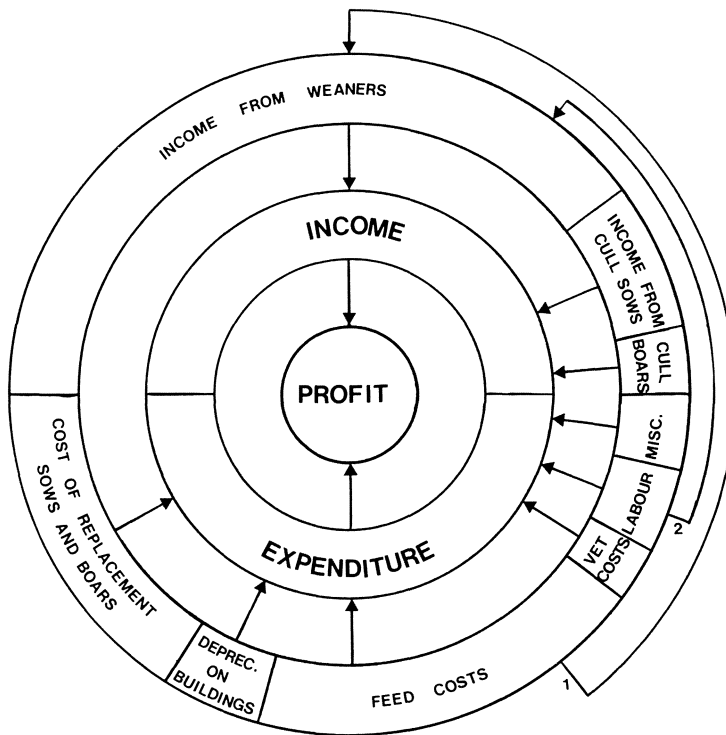 INCOME FROM WEANERS
INCOME
INCOME FROM
CULL SOWS
CULL
BOARS
PROFIT
MISC.
LABOUR
2
VET
COSTS
EXPENDITURE
COST OF REPLACEMENT
SOWS AND BOARS
DEPREC.
ON
BUILDINGS
FEED COSTS
1